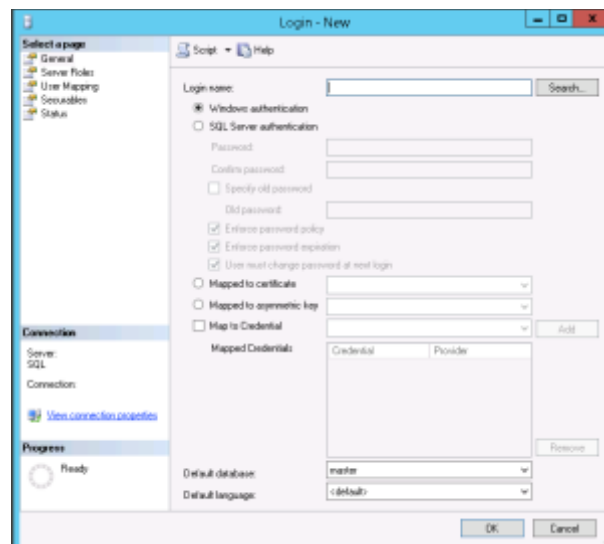 Login - New
Select a page
General
Server Roles
User Mapping
Securables
Status
Script Help
Login name: Search...
Windows authentication
SQL Server authentication
Password:
Confirm password:
Specify old password
Old password:
Enforce password policy
Enforce password expiration
User must change password at next login
Mapped to certificate
Mapped to asymmetric key
Map to Credential Add
Mapped Credentials Credential Provider
Remove
Default database: master
Default language: <default>
Connection
Server:
SQL
Connection:
View connection properties
Progress
Ready
OK Cancel